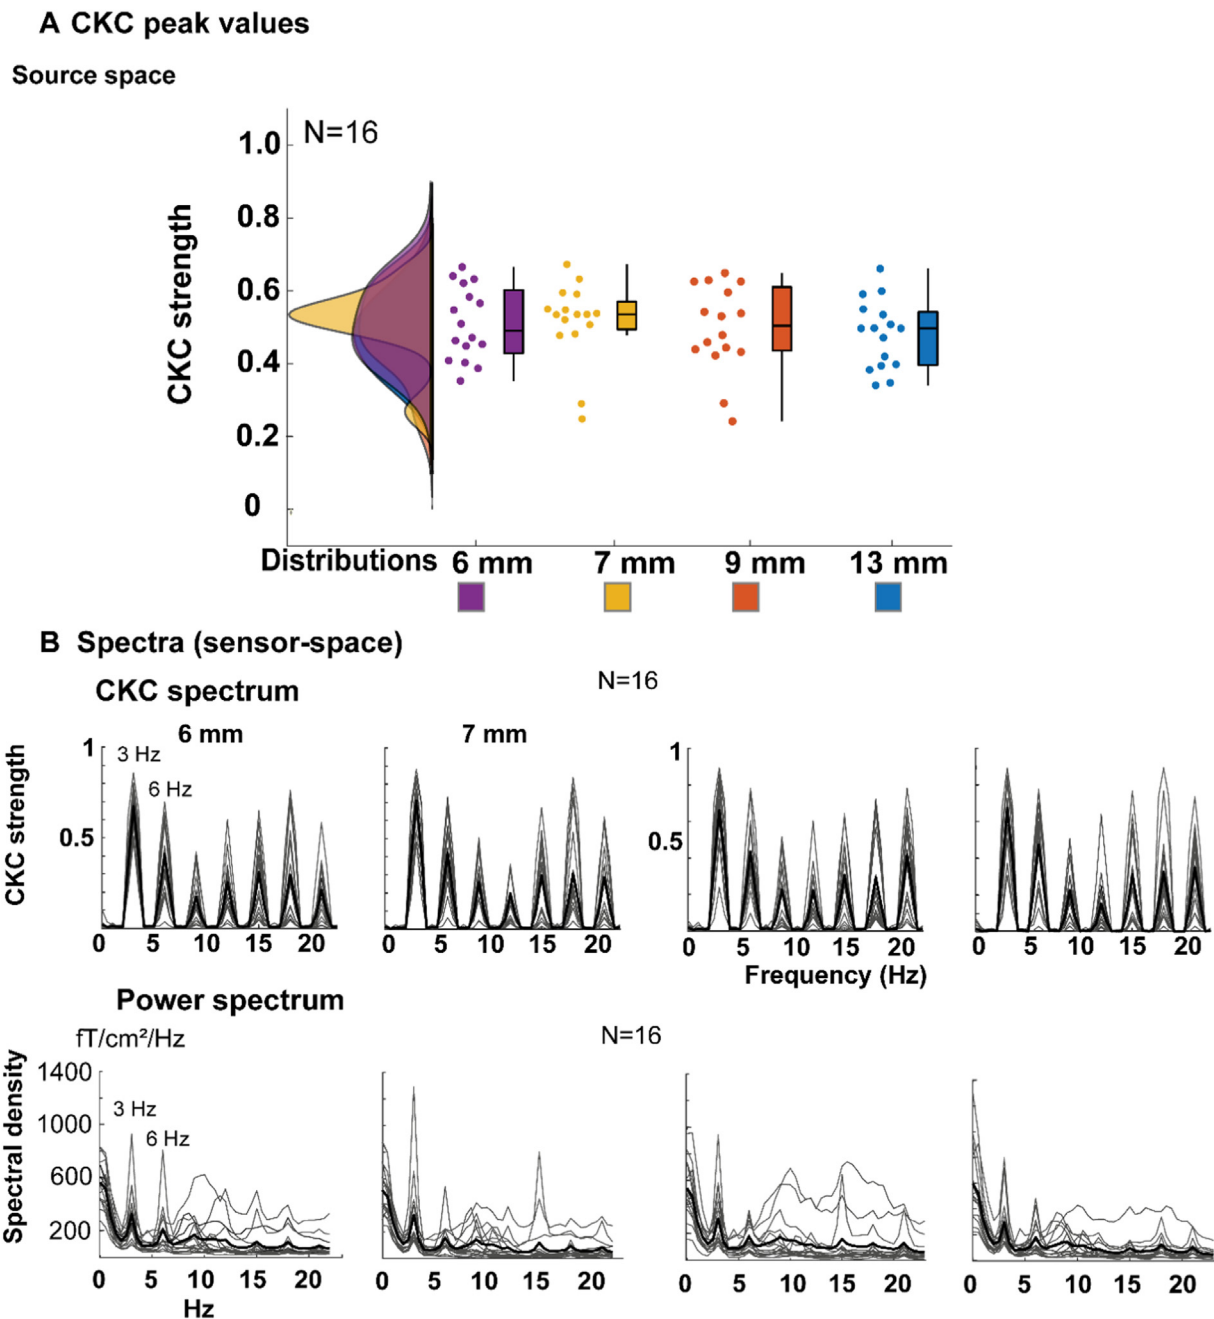 A CKC peak values
Source space
N=16
1.0
0.8
0.6
0.4
0.2
0
CKC strength
Distributions 6 mm 7 mm 9 mm 13 mm
B Spectra (sensor-space)
CKC spectrum
N=16
6 mm 7 mm
CKC strength
1
0.5
3 Hz
6 Hz
1
0.5
0 5 10 15 20 0 5 10 15 20 0 5 10 15 20 0 5 10 15 20
Frequency (Hz)
Power spectrum
fT/cm²/Hz
N=16
Spectral density
1400
1000
600
200
3 Hz
6 Hz
0 5 10 15 20 0 5 10 15 20 0 5 10 15 20 0 5 10 15 20
Hz